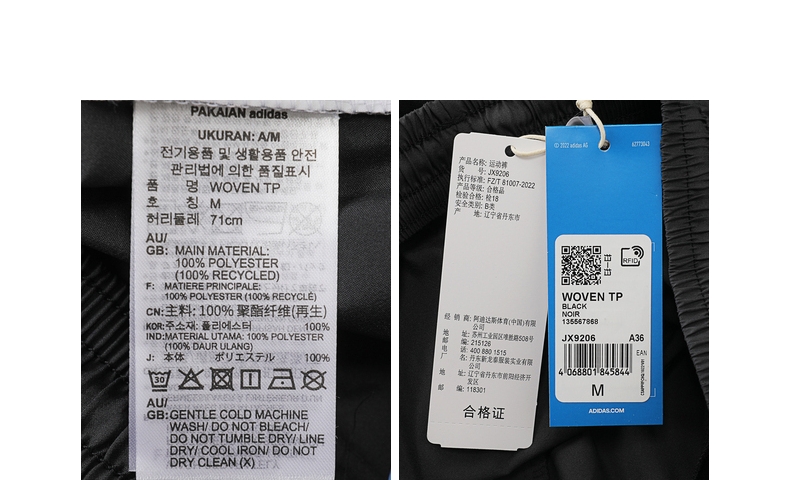 PAKAIAN adidas
UKURAN: A/M
전기용품 및 생활용품 안전
관리법에 의한 품질표시
품 명 WOVEN TP
호 칭 M
허리둘레 71cm
AU/
GB: MAIN MATERIAL:
100% POLYESTER
(100% RECYCLED)
F: MATIERE PRINCIPALE:
100% POLYESTER (100% RECYCLÉ)
CN: 主料: 100% 聚酯纤维(再生)
KOR: 주소재: 폴리에스터 100%
IND: MATERIAL UTAMA: 100% POLYESTER
(100% DAUR ULANG)
J: 本体 ポリエステル 100%
30
AU/
GB: GENTLE COLD MACHINE
WASH/ DO NOT BLEACH/
DO NOT TUMBLE DRY/ LINE
DRY/ COOL IRON/ DO NOT
DRY CLEAN (X)
产品名称: 运动裤
货 号: JX9206
执行标准: FZ/T 81007-2022
产品等级: 合格品
检验合格: 检18
安全类别: B类
产 地: 辽宁省丹东市
经 销 商: 阿迪达斯体育(中国)有限
公司
地 址: 苏州工业园区堆胜路508号
邮 编: 215126
电 话: 400 880 1515
厂 名: 丹东新龙泰服装实业有限
公司
地 址: 辽宁省丹东市前阳经济开
发区
邮 编: 118301
合格证
© 2022 adidas AG
RFID
WOVEN TP
BLACK
NOIR
135567868
JX9206 A36
EAN
4 068801 845844
M
ADIDAS.COM